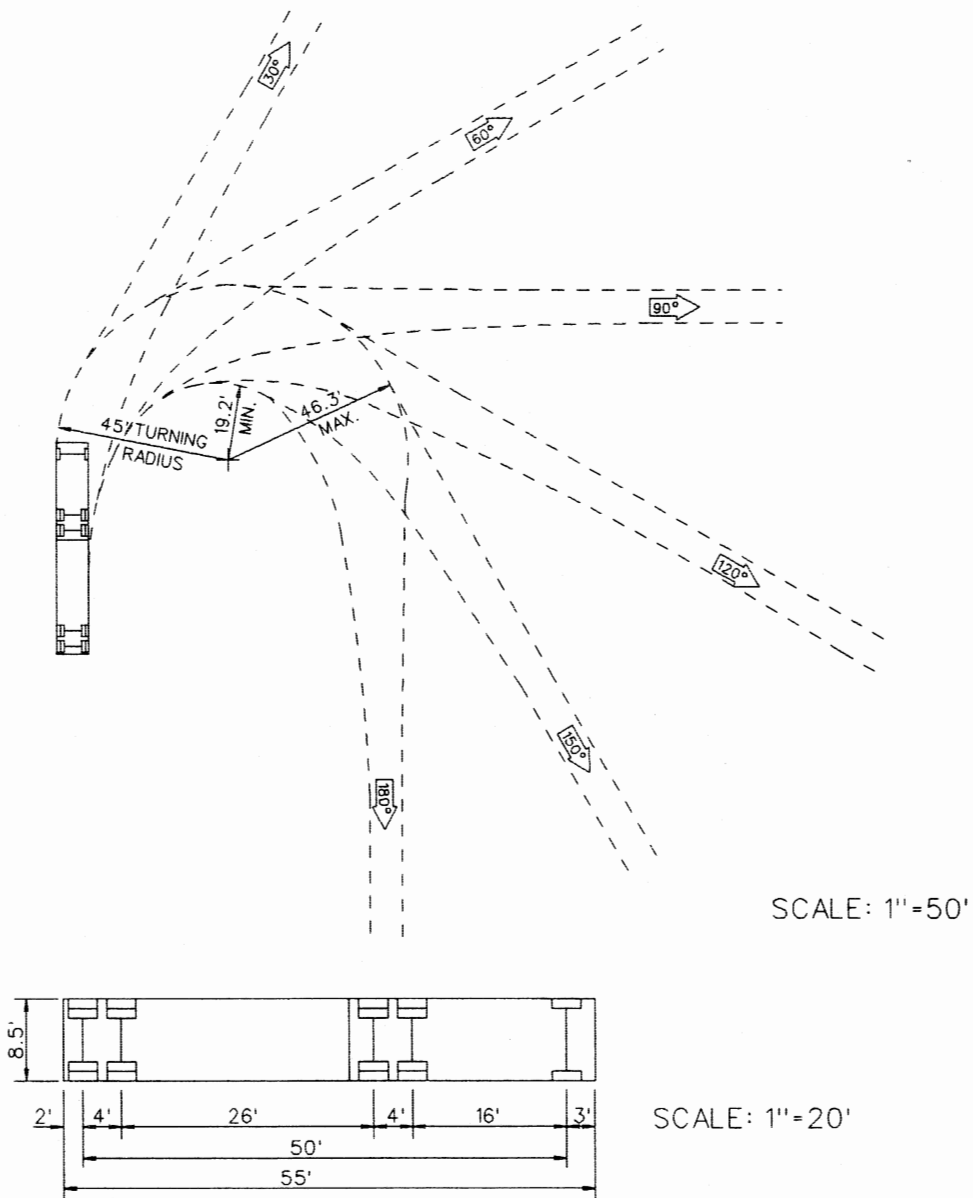 30°
60°
90°
45' TURNING
RADIUS
19.2'
MIN.
46.3'
MAX.
120°
150°
180°
SCALE: 1"=50'
8.5'
2'
4'
26'
4'
16'
3'
SCALE: 1"=20'
50'
55'